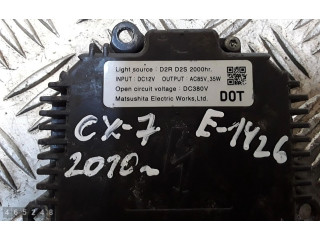 Light source : D2R D2S 2000hr.
INPUT : DC12V OUTPUT : AC85V, 35W
Open circuit voltage : DC380V
Matsushita Electric Works, Ltd. DOT
CX-7 E-1426
2010~
465248